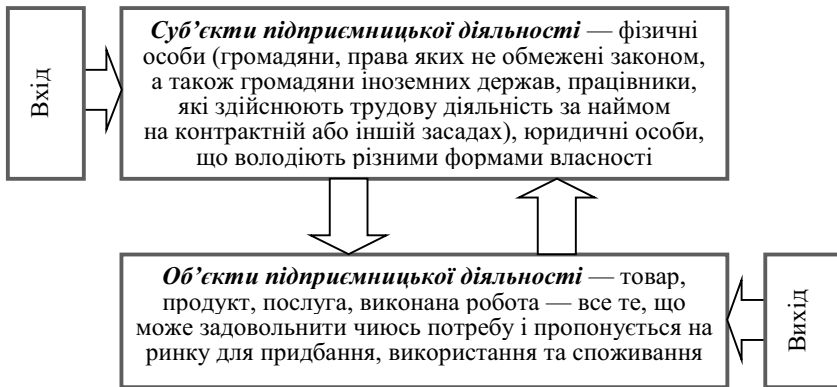 Вхід
Суб’єкти підприємницької діяльності — фізичні
особи (громадяни, права яких не обмежені законом,
а також громадяни іноземних держав, працівники,
які здійснюють трудову діяльність за наймом
на контрактній або іншій засадах), юридичні особи,
що володіють різними формами власності
Об’єкти підприємницької діяльності — товар,
продукт, послуга, виконана робота — все те, що
може задовольнити чиюсь потребу і пропонується на
ринку для придбання, використання та споживання
Вихід